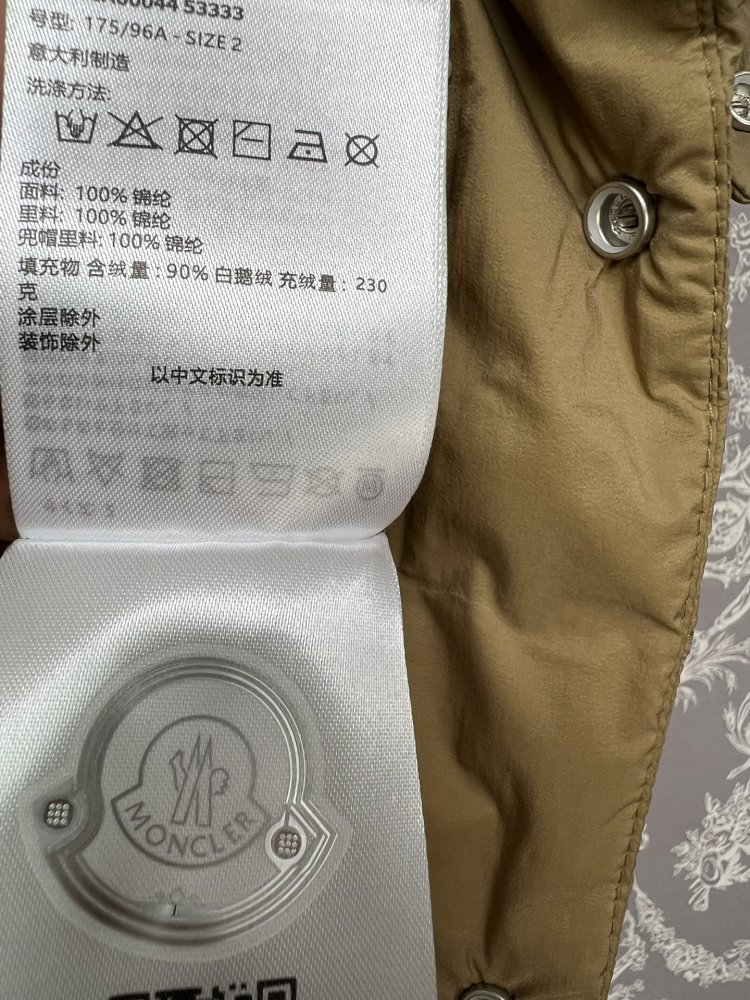 00044 53333
号型: 175/96A - SIZE 2
意大利制造
洗涤方法:
成份
面料: 100% 锦纶
里料: 100% 锦纶
兜帽里料: 100% 锦纶
填充物 含绒量: 90% 白鹅绒 充绒量: 230
克
涂层除外
装饰除外
以中文标识为准
MONCLER